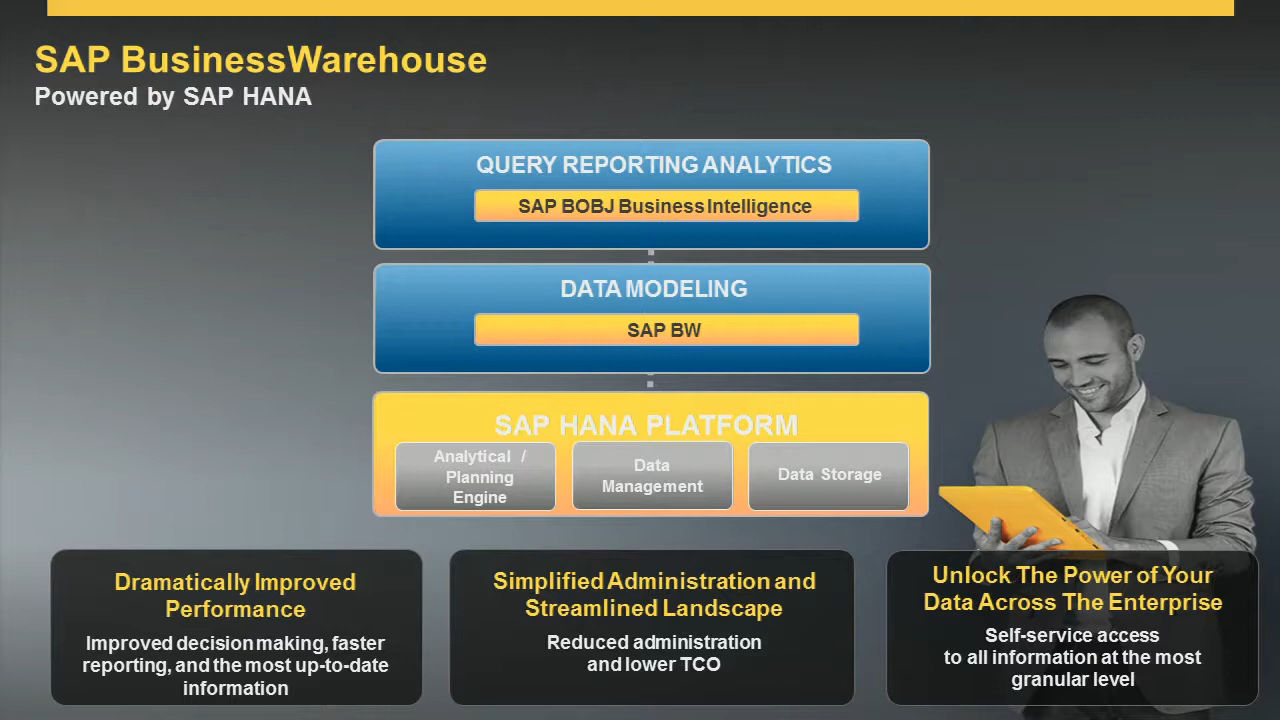 SAP BusinessWarehouse
Powered by SAP HANA
QUERY REPORTING ANALYTICS
SAP BOBJ Business Intelligence
DATA MODELING
SAP BW
SAP HANA PLATFORM
Analytical /
Planning
Engine
Data
Management
Data Storage
Dramatically Improved
Performance
Improved decision making, faster
reporting, and the most up-to-date
information
Simplified Administration and
Streamlined Landscape
Reduced administration
and lower TCO
Unlock The Power of Your
Data Across The Enterprise
Self-service access
to all information at the most
granular level